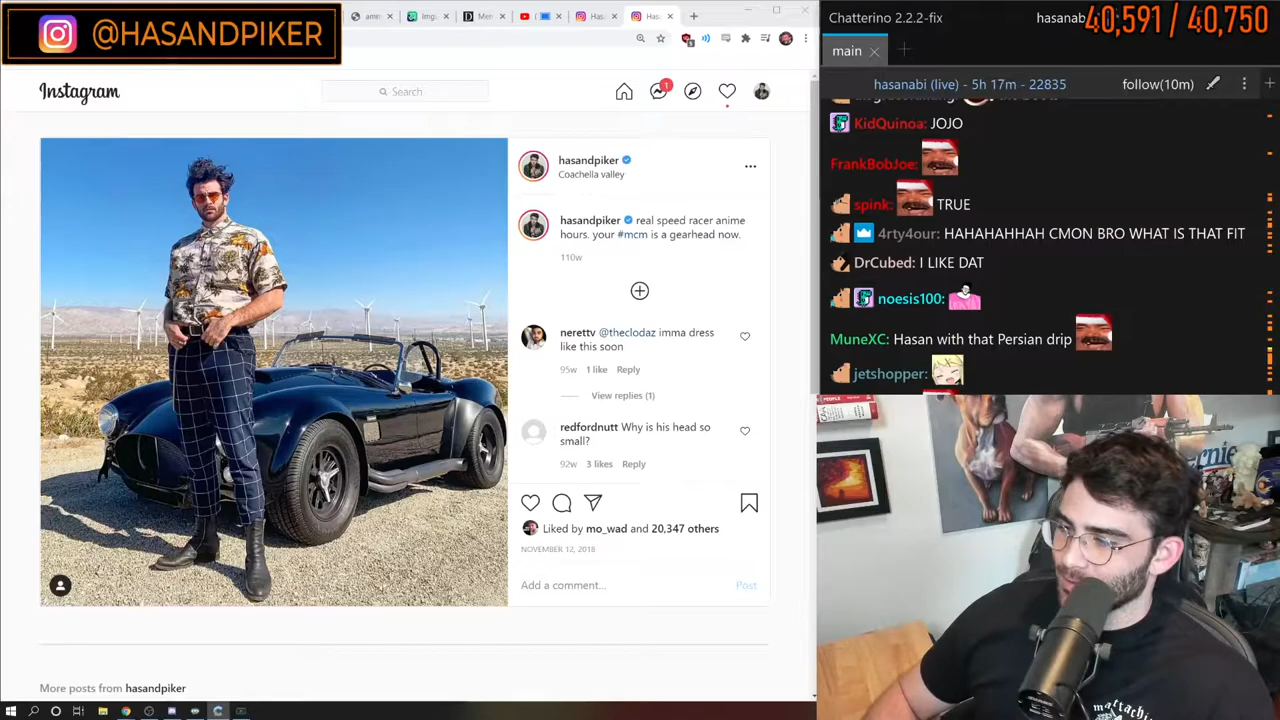 @HASANDPIKER
Instagram
Search
1
hasandpiker
Coachella valley
hasandpiker real speed racer anime
hours. your #mcm is a gearhead now.
110w
nerettv @theclodaz imma dress
like this soon
95w 1 like Reply
View replies (1)
redfordnutt Why is his head so
small?
92w 3 likes Reply
Liked by mo_wad and 20,347 others
NOVEMBER 12, 2018
Add a comment... Post
More posts from hasandpiker
Chatterino 2.2.2-fix
40,591 / 40,750
main
hasanabi (live) - 5h 17m - 22835 follow(10m)
KidQuinoa: JOJO
FrankBobJoe:
spink: TRUE
4rty4our: HAHAHAHHAH CMON BRO WHAT IS THAT FIT
DrCubed: I LIKE DAT
noesis100:
MuneXC: Hasan with that Persian drip
jetshopper:
ernie